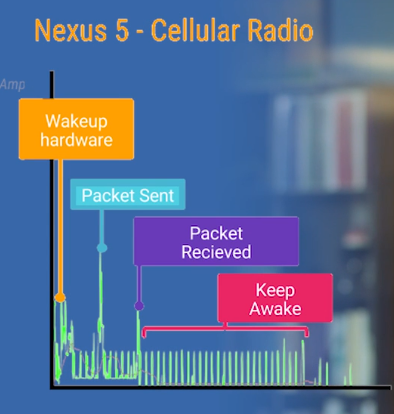 Nexus 5 - Cellular Radio
Amp
Wakeup
hardware
Packet Sent
Packet
Recieved
Keep
Awake